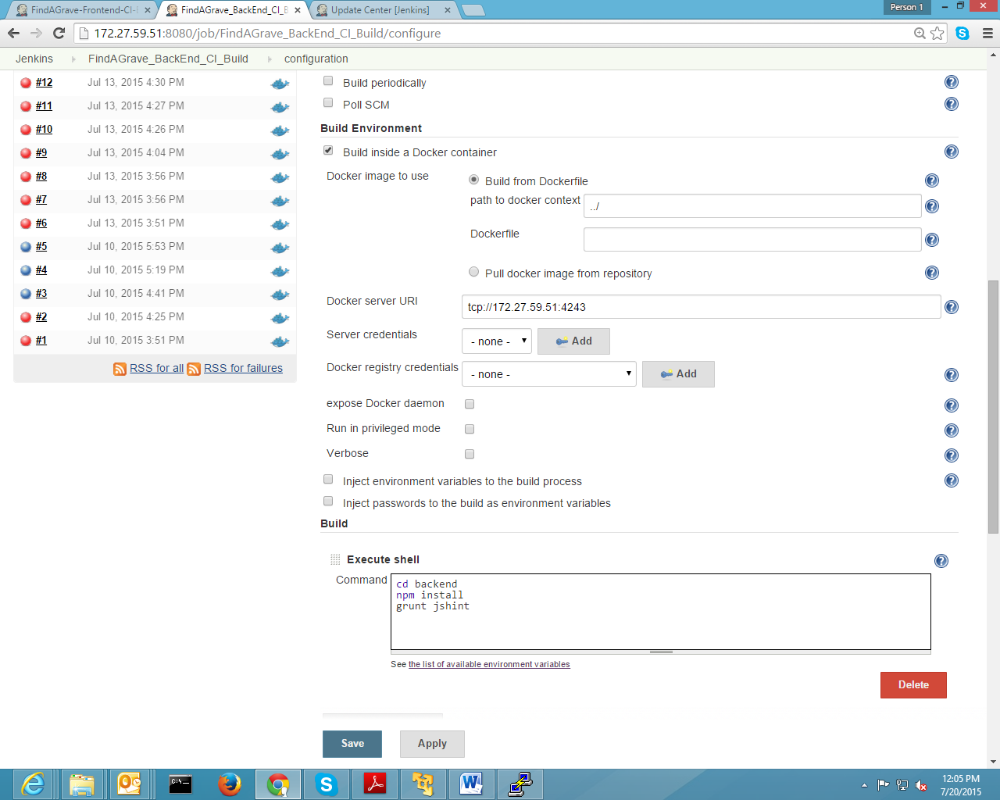 FindAGrave-Frontend-CI-B
FindAGrave_BackEnd_CI_B
Update Center [Jenkins]
Person 1
172.27.59.51:8080/job/FindAGrave_BackEnd_CI_Build/configure
Jenkins FindAGrave_BackEnd_CI_Build configuration
#12 Jul 13, 2015 4:30 PM
#11 Jul 13, 2015 4:27 PM
#10 Jul 13, 2015 4:26 PM
#9 Jul 13, 2015 4:04 PM
#8 Jul 13, 2015 3:56 PM
#7 Jul 13, 2015 3:56 PM
#6 Jul 13, 2015 3:51 PM
#5 Jul 10, 2015 5:53 PM
#4 Jul 10, 2015 5:19 PM
#3 Jul 10, 2015 4:41 PM
#2 Jul 10, 2015 4:25 PM
#1 Jul 10, 2015 3:51 PM
RSS for all RSS for failures
Build periodically
Poll SCM
Build Environment
Build inside a Docker container
Docker image to use
Build from Dockerfile
path to docker context ../
Dockerfile
Pull docker image from repository
Docker server URI tcp://172.27.59.51:4243
Server credentials - none - Add
Docker registry credentials - none - Add
expose Docker daemon
Run in privileged mode
Verbose
Inject environment variables to the build process
Inject passwords to the build as environment variables
Build
Execute shell
Command
cd backend
npm install
grunt jshint
See the list of available environment variables
Delete
Save Apply
12:05 PM
7/20/2015